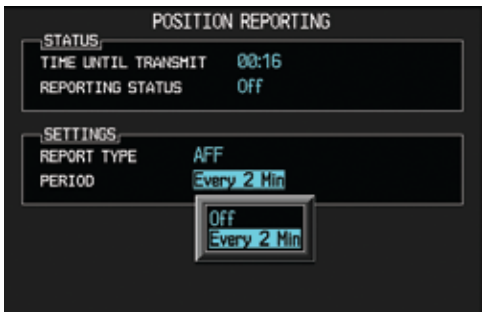 POSITION REPORTING
STATUS
TIME UNTIL TRANSMIT 00:16
REPORTING STATUS Off
SETTINGS
REPORT TYPE AFF
PERIOD Every 2 Min
Off
Every 2 Min